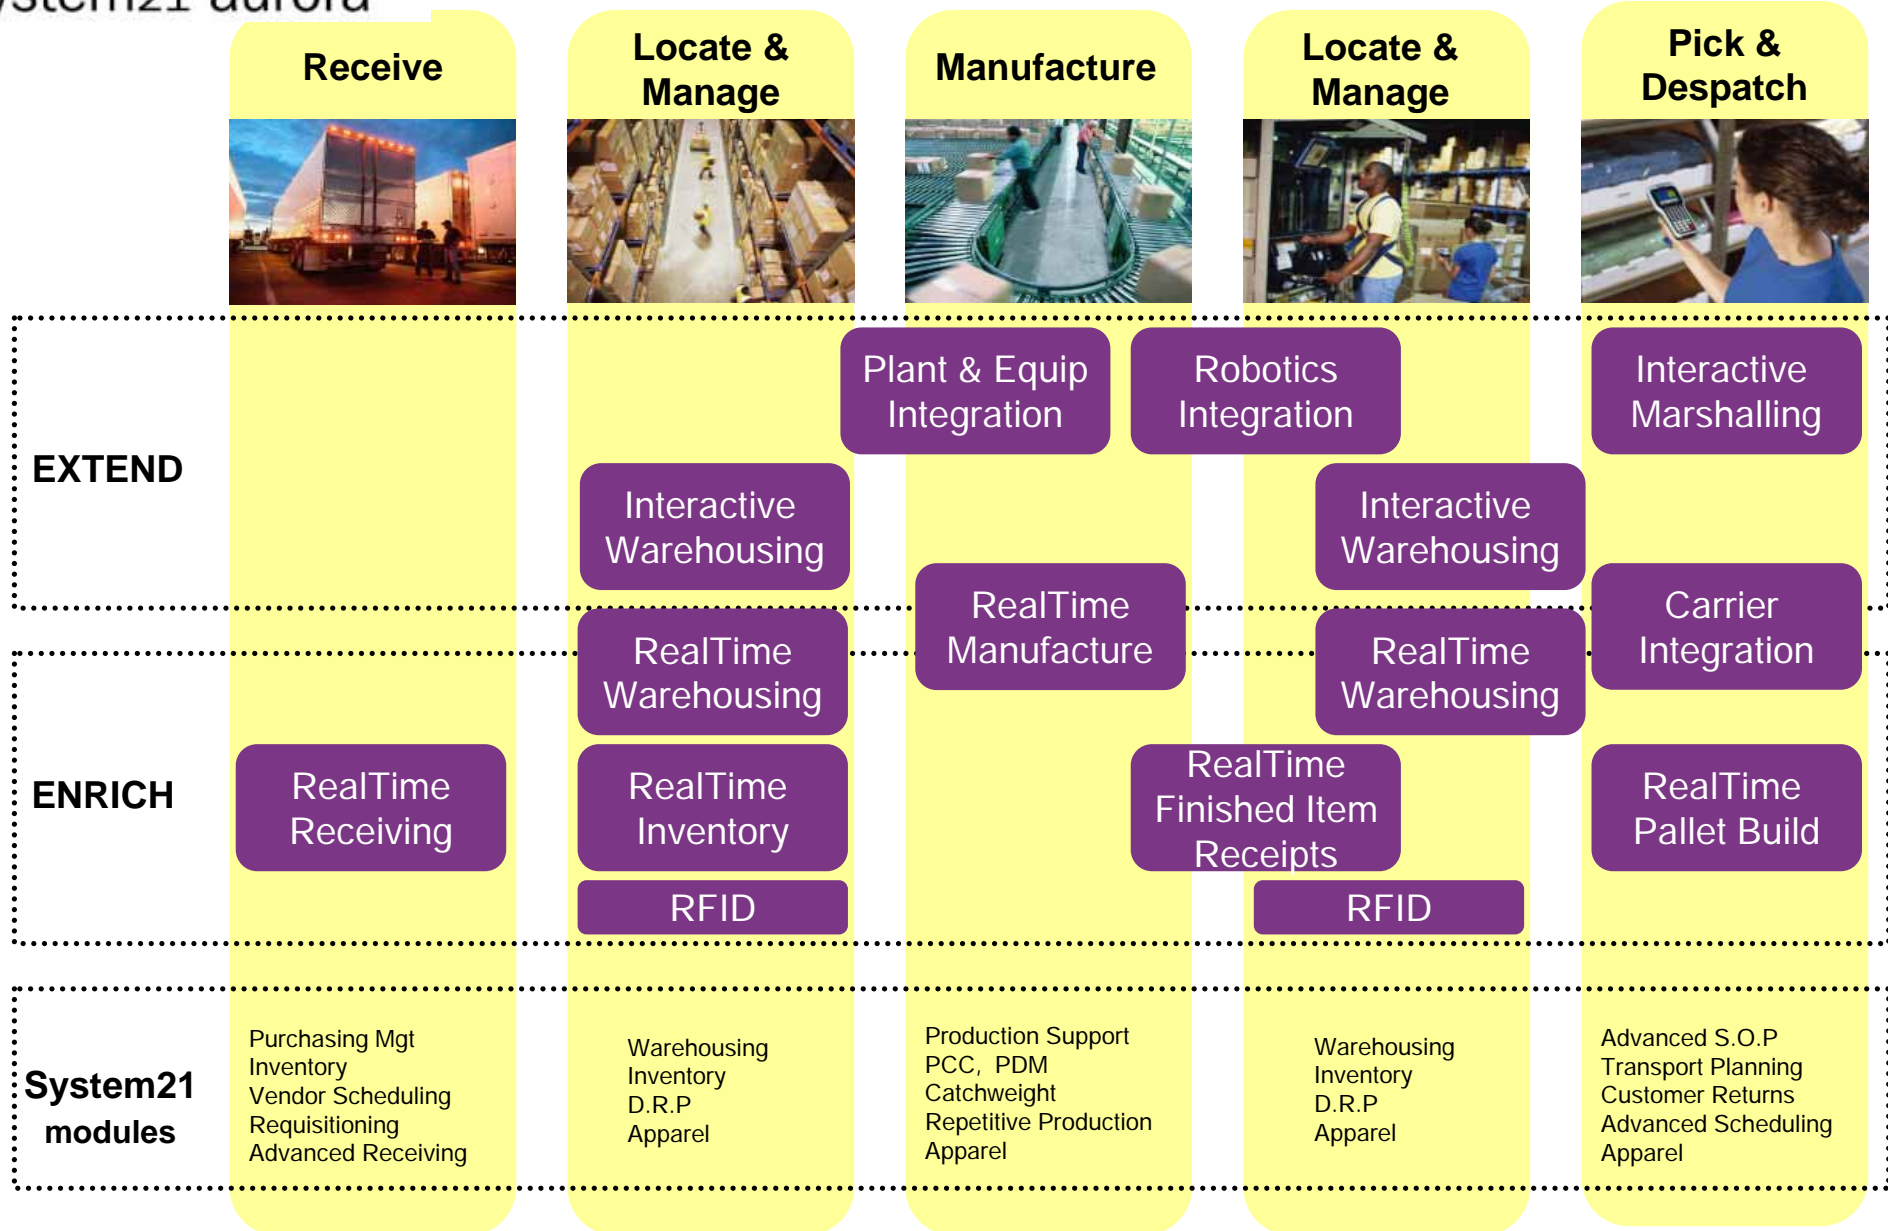 aurora
Receive
Locate &
Manage
Manufacture
Locate &
Manage
Pick &
Despatch
EXTEND
Plant & Equip
Integration
Robotics
Integration
Interactive
Marshalling
Interactive
Warehousing
Interactive
Warehousing
RealTime
Manufacture
Carrier
Integration
ENRICH
RealTime
Warehousing
RealTime
Warehousing
RealTime
Receiving
RealTime
Inventory
RealTime
Finished Item
Receipts
RealTime
Pallet Build
RFID
RFID
System21
modules
Purchasing Mgt
Inventory
Vendor Scheduling
Requisitioning
Advanced Receiving
Warehousing
Inventory
D.R.P
Apparel
Production Support
PCC, PDM
Catchweight
Repetitive Production
Apparel
Warehousing
Inventory
D.R.P
Apparel
Advanced S.O.P
Transport Planning
Customer Returns
Advanced Scheduling
Apparel